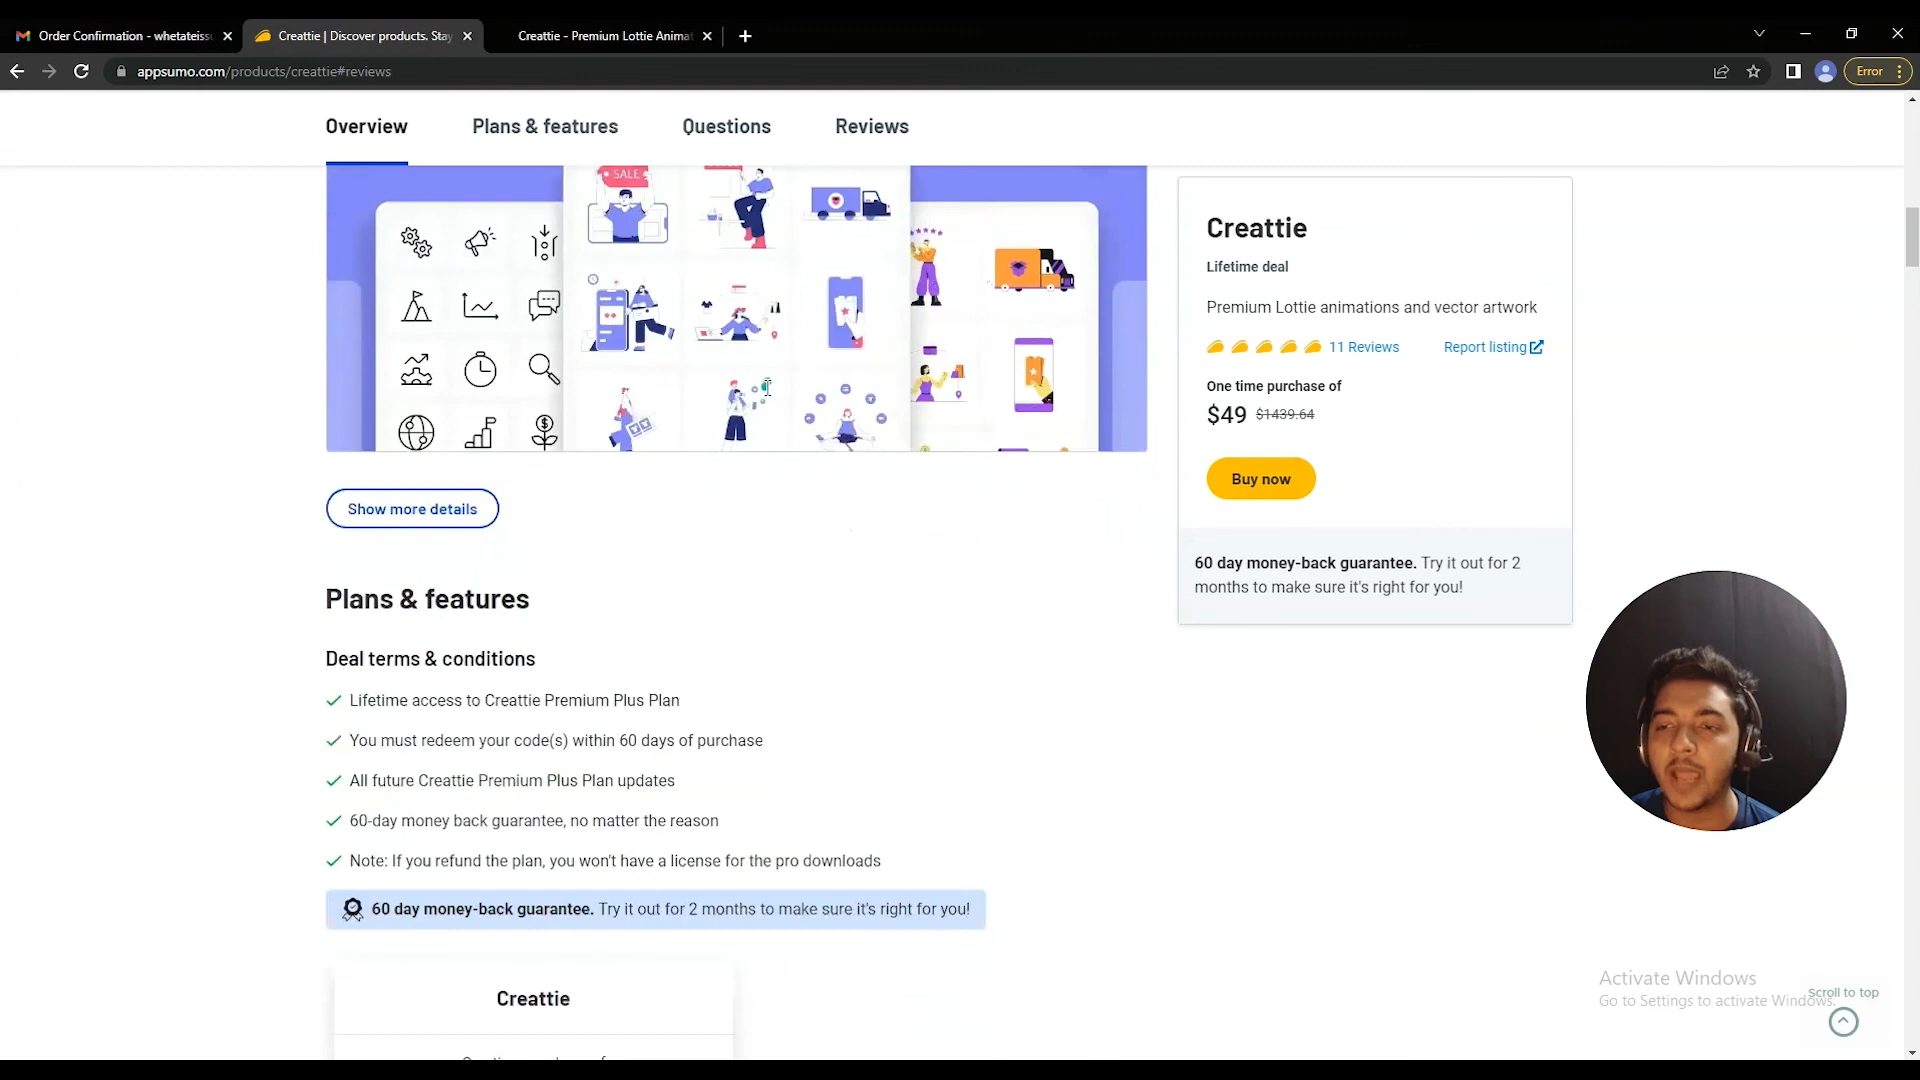 Order Confirmation - whetateiss
Creattie | Discover products. Stay
Creattie - Premium Lottie Animat
appsumo.com/products/creattie#reviews
Error
Overview
Plans & features
Questions
Reviews
SALE
Creattie
Lifetime deal
Premium Lottie animations and vector artwork
11 Reviews
Report listing
One time purchase of
$49 $1439.64
Buy now
60 day money-back guarantee. Try it out for 2
months to make sure it's right for you!
Show more details
Plans & features
Deal terms & conditions
Lifetime access to Creattie Premium Plus Plan
You must redeem your code(s) within 60 days of purchase
All future Creattie Premium Plus Plan updates
60-day money back guarantee, no matter the reason
Note: If you refund the plan, you won't have a license for the pro downloads
60 day money-back guarantee. Try it out for 2 months to make sure it's right for you!
Creattie
Activate Windows
Go to Settings to activate Windows.
Scroll to top